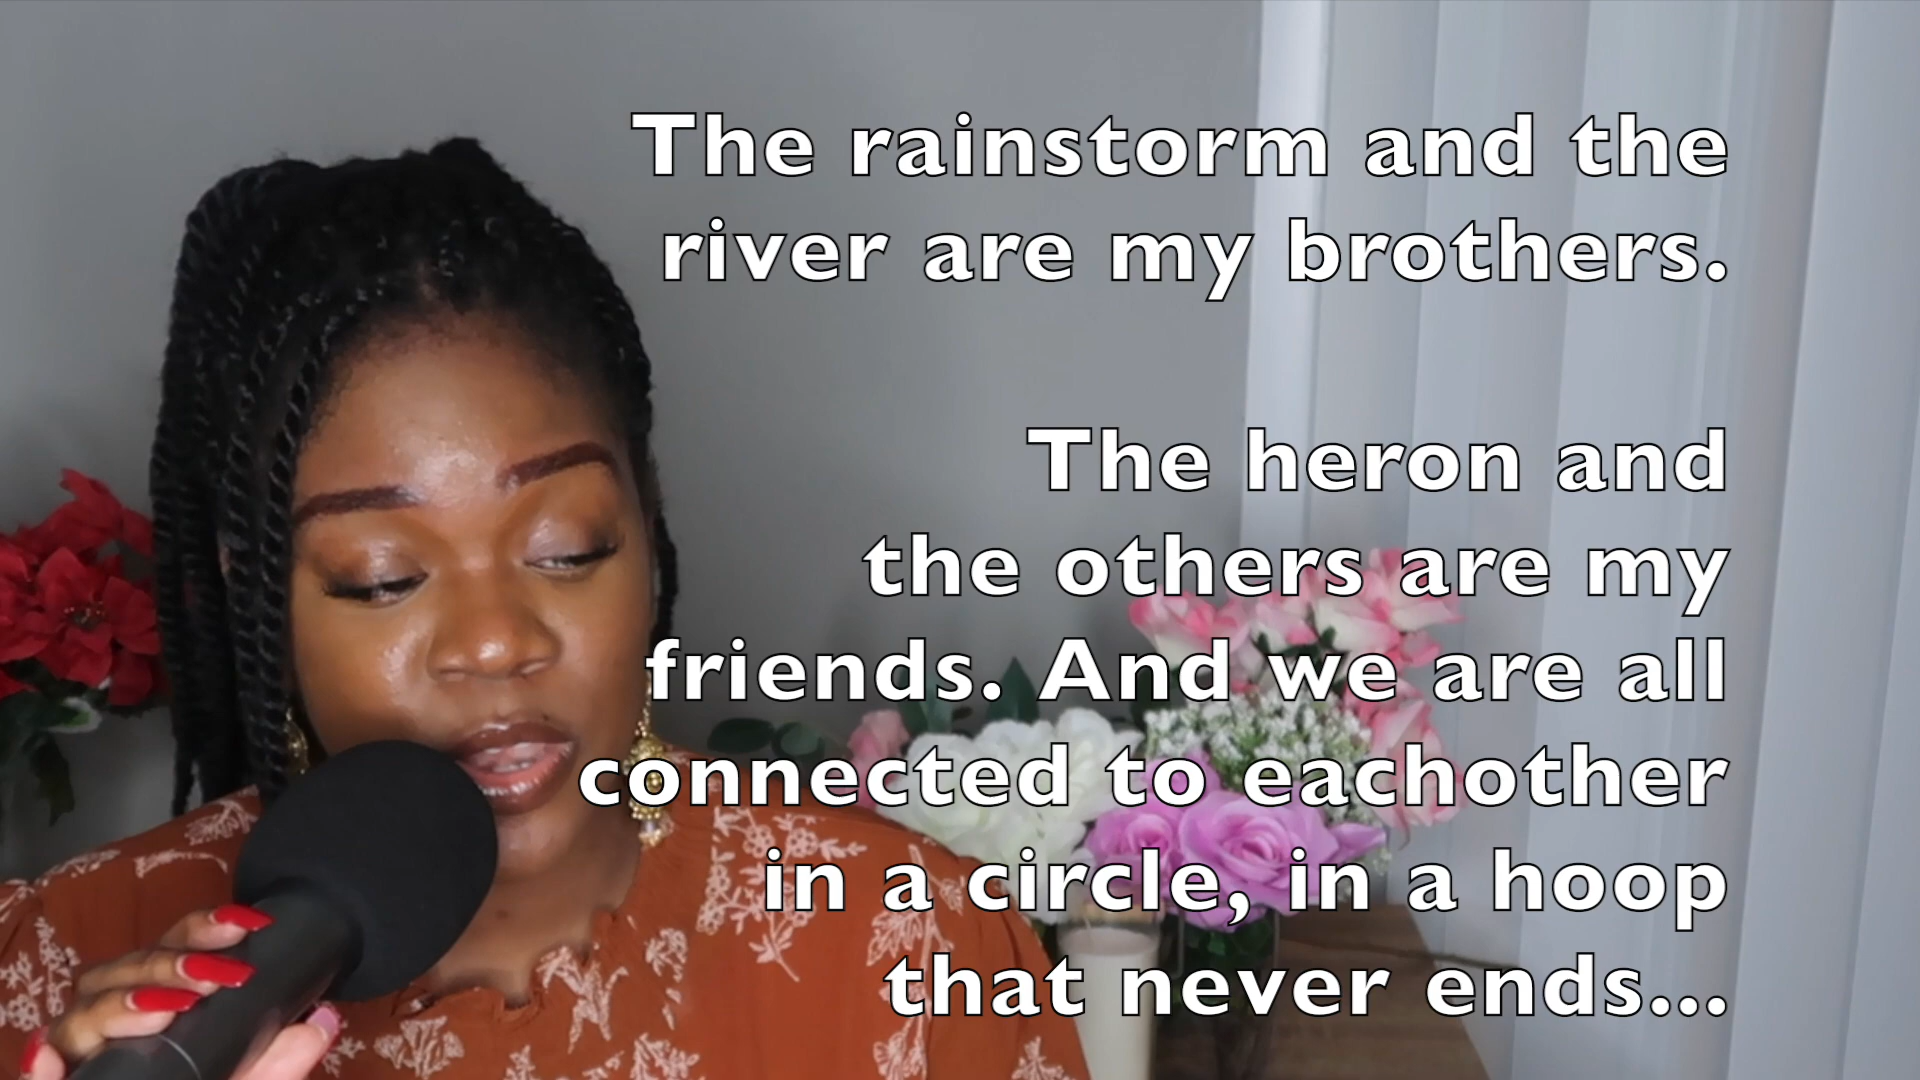 The rainstorm and the
river are my brothers.
The heron and
the others are my
friends. And we are all
connected to eachother
in a circle, in a hoop
that never ends...